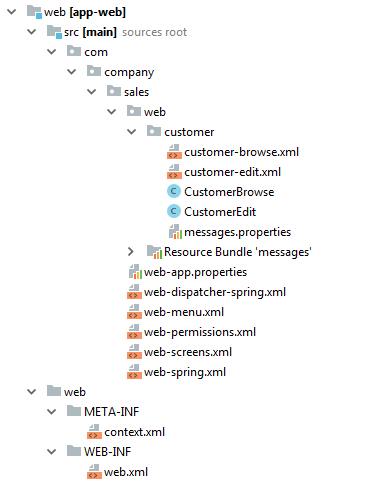 web [app-web]
src [main] sources root
com
company
sales
web
customer
customer-browse.xml
customer-edit.xml
CustomerBrowse
CustomerEdit
messages.properties
Resource Bundle 'messages'
web-app.properties
web-dispatcher-spring.xml
web-menu.xml
web-permissions.xml
web-screens.xml
web-spring.xml
web
META-INF
context.xml
WEB-INF
web.xml